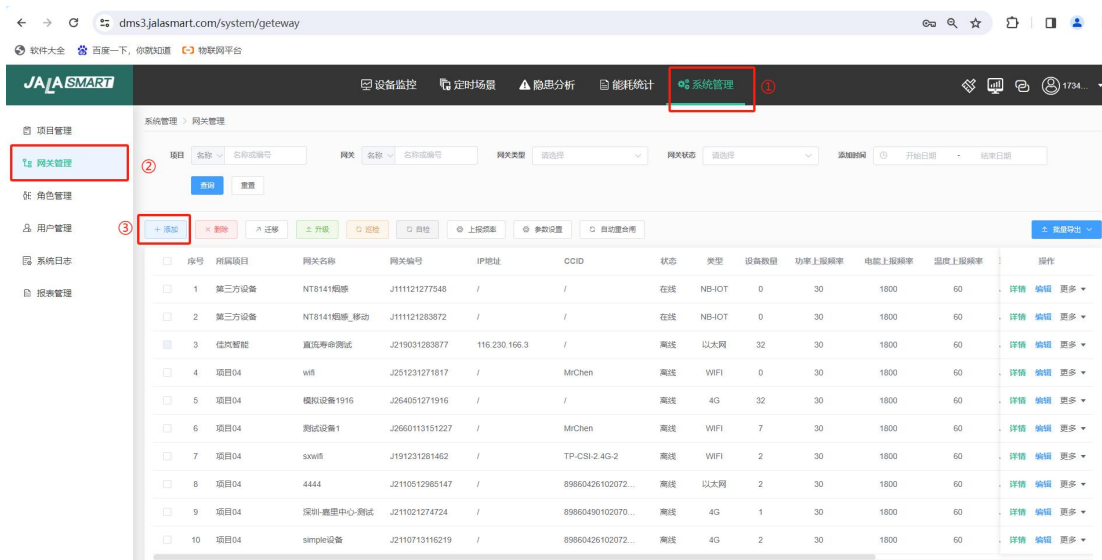 dms3.jalasmart.com/system/geteway
软件大全 百度一下，你就知道 物联网平台
JALASMART 设备监控 定时场景 隐患分析 能耗统计 系统管理 ① 1734...
项目管理
网关管理
角色管理
用户管理
系统日志
报表管理
②
③
系统管理 > 网关管理
项目 名称 名称或编号 网关 名称 名称或编号 网关类型 请选择 网关状态 请选择 添加时间 开始日期 - 结束日期
查询 重置
+ 添加 × 删除 迁移 升级 巡检 自检 上报频率 参数设置 自动重合闸 批量导出
序号 所属项目 网关名称 网关编号 IP地址 CCID 状态 类型 设备数量 功率上报频率 电能上报频率 温度上报频率 操作
1 第三方设备 NT8141烟感 J111121277548 / / 在线 NB-IOT 0 30 1800 60 详情 编辑 更多
2 第三方设备 NT8141烟感_移动 J111121283872 / / 在线 NB-IOT 0 30 1800 60 详情 编辑 更多
3 佳岚智能 直流寿命测试 J219031283877 116.230.166.3 / 离线 以太网 32 30 1800 60 详情 编辑 更多
4 项目04 wifi J251231271817 / MrChen 离线 WIFI 0 30 1800 60 详情 编辑 更多
5 项目04 模拟设备1916 J264051271916 / / 离线 4G 32 30 1800 60 详情 编辑 更多
6 项目04 测试设备1 J2660113151227 / MrChen 离线 WIFI 7 30 1800 60 详情 编辑 更多
7 项目04 sxwifi J191231281462 / TP-CSI-2.4G-2 离线 WIFI 2 30 1800 60 详情 编辑 更多
8 项目04 4444 J2110512985147 / 89860426102072... 离线 以太网 2 30 1800 60 详情 编辑 更多
9 项目04 深圳-嘉里中心-测试 J211021274724 / 89860490102070... 离线 4G 1 30 1800 60 详情 编辑 更多
10 项目04 simple设备 J2110713116219 / 89860426102072... 离线 4G 2 30 1800 60 详情 编辑 更多